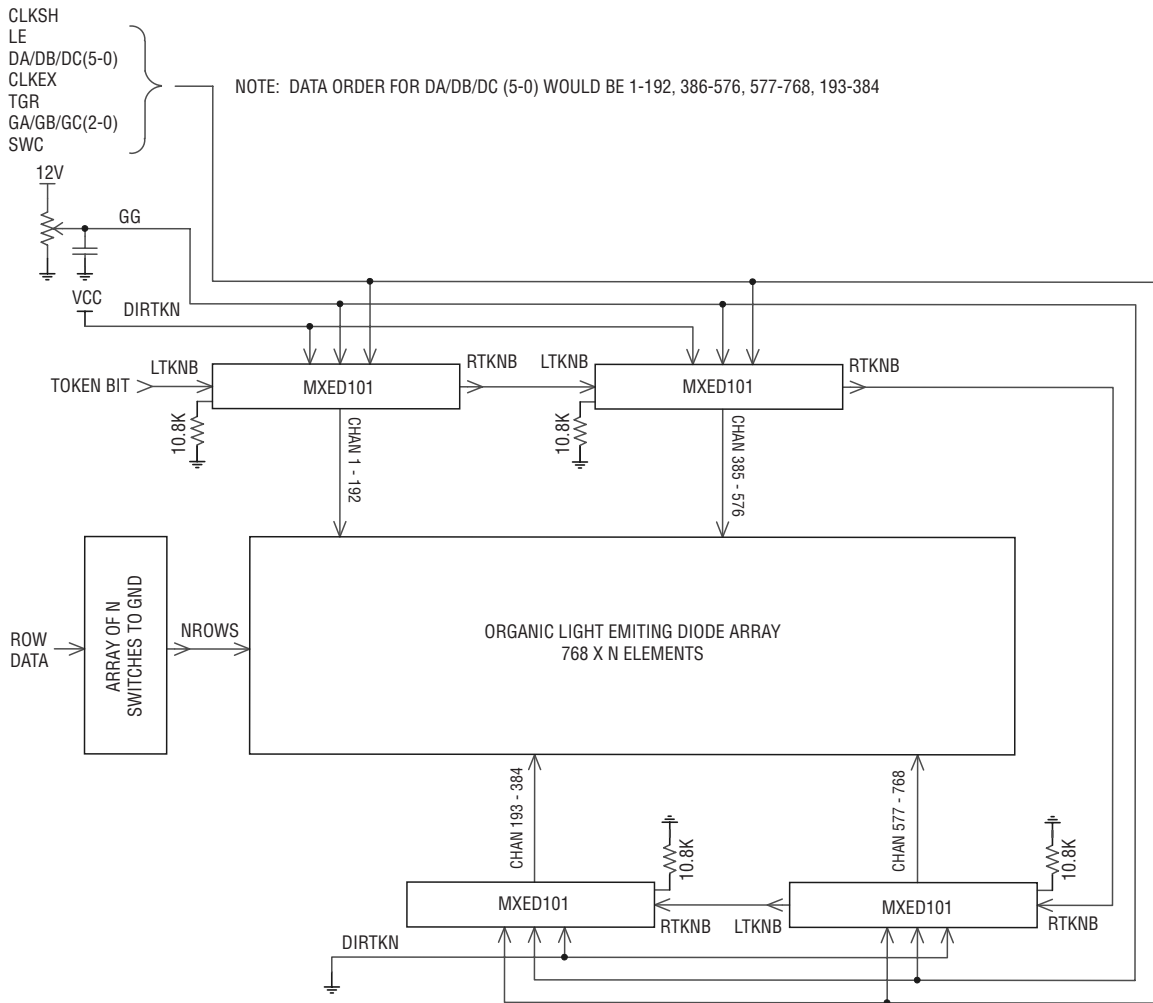 CLKSH
LE
DA/DB/DC(5-0)
CLKEX
TGR
GA/GB/GC(2-0)
SWC
NOTE: DATA ORDER FOR DA/DB/DC (5-0) WOULD BE 1-192, 386-576, 577-768, 193-384
12V
GG
VCC
DIRTKN
TOKEN BIT
LTKNB
MXED101
RTKNB
LTKNB
MXED101
RTKNB
10.8K
10.8K
CHAN 1 - 192
CHAN 385 - 576
ROW
DATA
ARRAY OF N
SWITCHES TO GND
NROWS
ORGANIC LIGHT EMITING DIODE ARRAY
768 X N ELEMENTS
CHAN 193 - 384
CHAN 577 - 768
10.8K
10.8K
MXED101
RTKNB
LTKNB
MXED101
RTKNB
DIRTKN